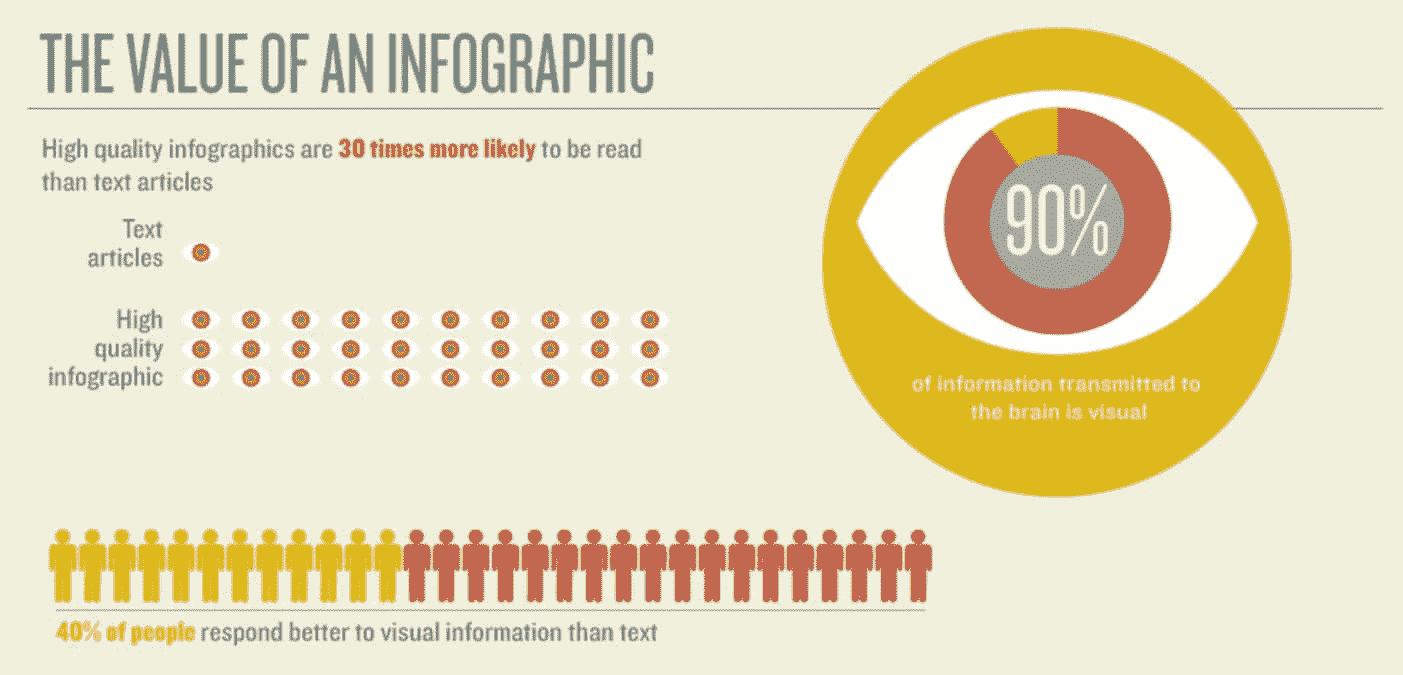 THE VALUE OF AN INFOGRAPHIC
High quality infographics are 30 times more likely to be read
than text articles
Text
articles
High
quality
infographic
90%
of information transmitted to
the brain is visual
40% of people respond better to visual information than text